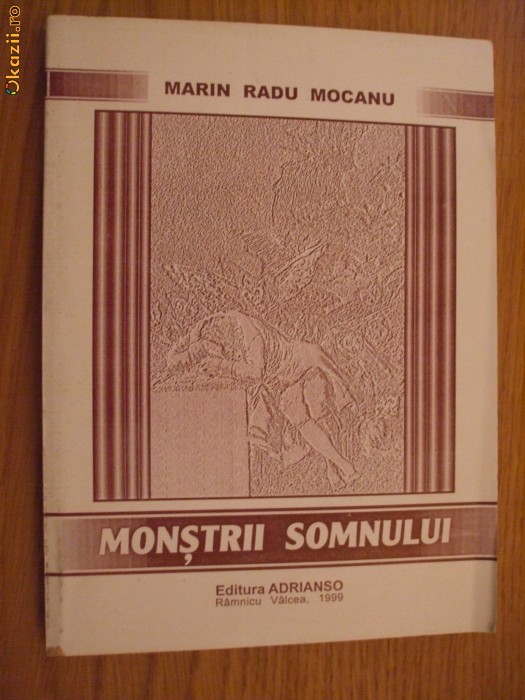 Okazii.ro
MARIN RADU MOCANU
MONȘTRII SOMNULUI
Editura ADRIANSO
Râmnicu Vâlcea, 1999